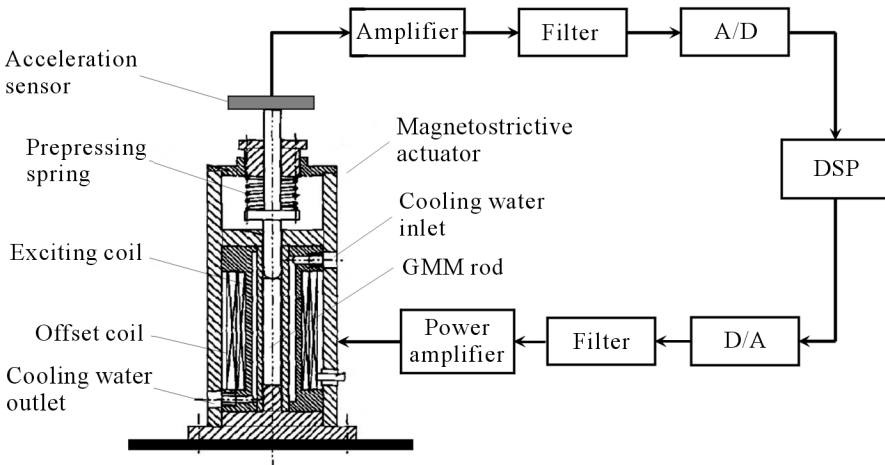 Amplifier
Filter
A/D
Acceleration
sensor
Magnetostrictive
actuator
Prepressing
spring
DSP
Cooling water
inlet
Exciting coil
GMM rod
Offset coil
Power
amplifier
Filter
D/A
Cooling water
outlet